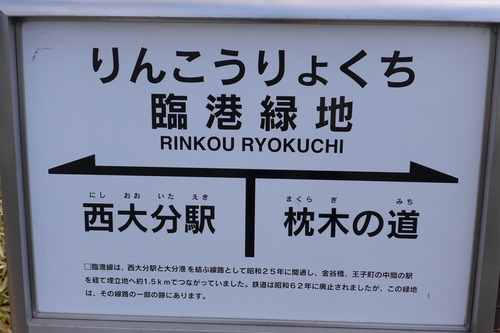 りんこうりょくち
臨港緑地
RINKOU RYOKUCHI
にし おお いた えき
西大分駅
まくら ぎ みち
枕木の道
□臨港線は、西大分駅と大分港を結ぶ線路として昭和25年に開通し、金谷橋、王子町の中間の駅
を経て埋立地へ約1.5kmでつながっていました。鉄道は昭和62年に廃止されましたが、この緑地
は、その線路の一部の跡にあります。